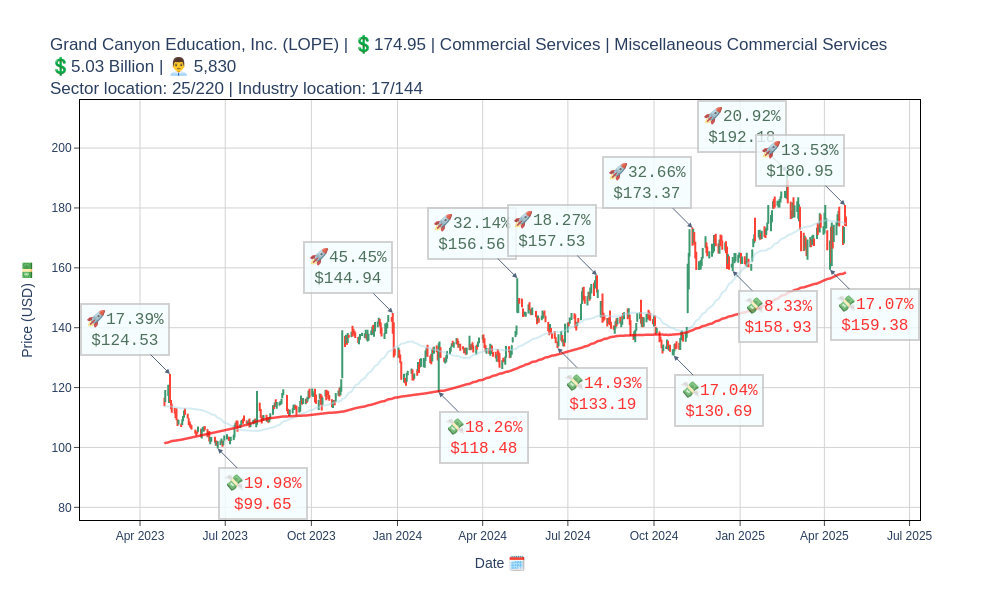 Grand Canyon Education, Inc. (LOPE) | 💲174.95 | Commercial Services | Miscellaneous Commercial Services
💲5.03 Billion | 👨‍💼 5,830
Sector location: 25/220 | Industry location: 17/144
🚀20.92%
$192.18
🚀13.53%
$180.95
🚀32.66%
$173.37
🚀32.14%
$156.56
🚀18.27%
$157.53
🚀45.45%
$144.94
🚀17.39%
$124.53
💸8.33%
$158.93
💸17.07%
$159.38
💸14.93%
$133.19
💸17.04%
$130.69
💸18.26%
$118.48
💸19.98%
$99.65
Price (USD) 💵
200
180
160
140
120
100
80
Apr 2023
Jul 2023
Oct 2023
Jan 2024
Apr 2024
Jul 2024
Oct 2024
Jan 2025
Apr 2025
Jul 2025
Date 🗓️